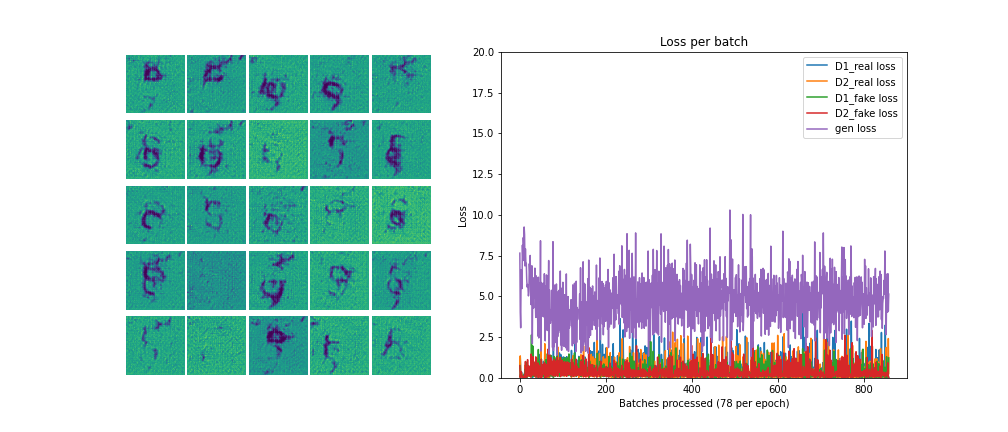 Loss per batch
20.0
17.5
15.0
12.5
10.0
7.5
5.0
2.5
0.0
Loss
D1_real loss
D2_real loss
D1_fake loss
D2_fake loss
gen loss
0 200 400 600 800
Batches processed (78 per epoch)